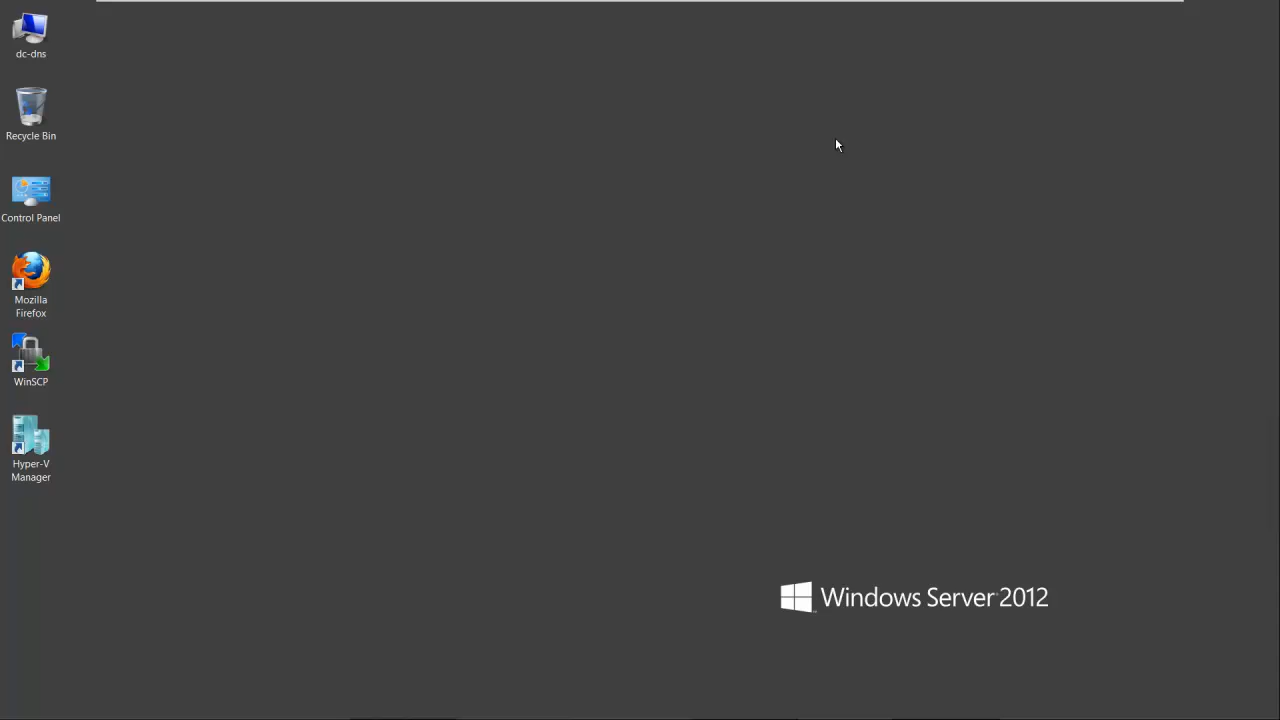 dc-dns
Recycle Bin
Control Panel
Mozilla
Firefox
WinSCP
Hyper-V
Manager
Windows Server 2012